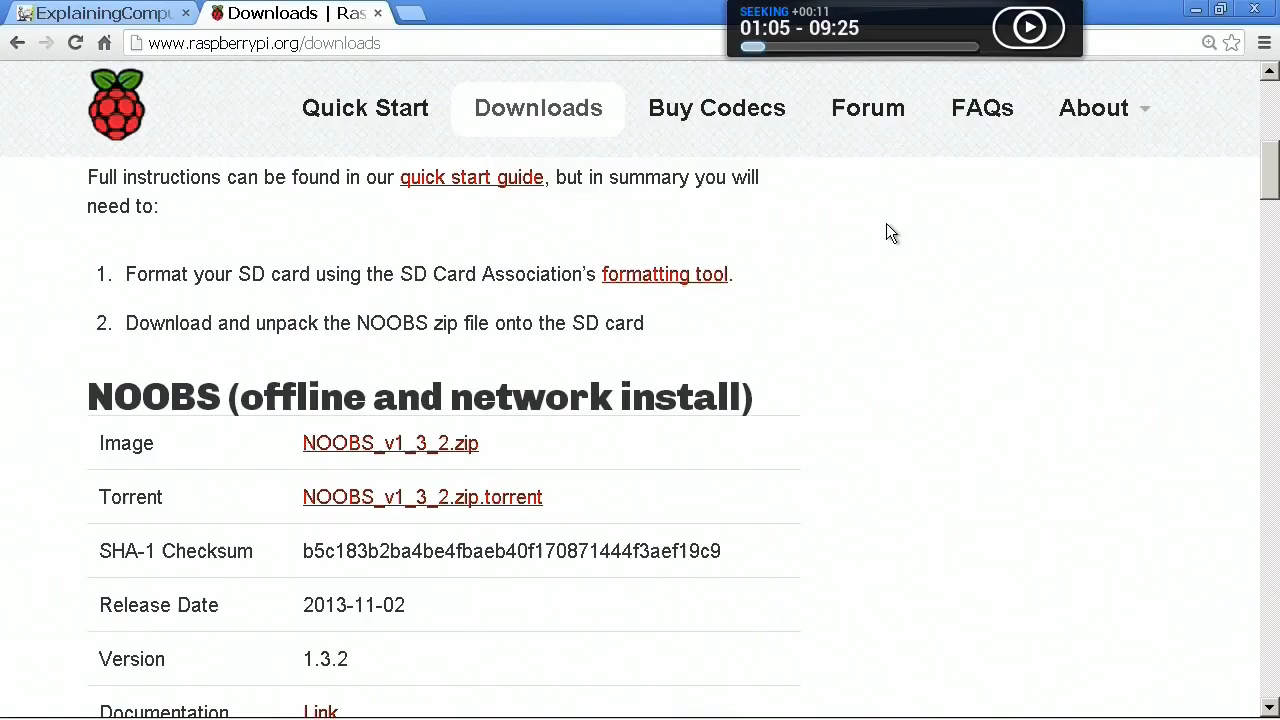 ExplainingCompu
Downloads | Ras
SEEKING +00:11
01:05 - 09:25
www.raspberrypi.org/downloads
Quick Start
Downloads
Buy Codecs
Forum
FAQs
About
Full instructions can be found in our quick start guide, but in summary you will
need to:
1. Format your SD card using the SD Card Association’s formatting tool.
2. Download and unpack the NOOBS zip file onto the SD card
NOOBS (offline and network install)
Image NOOBS_v1_3_2.zip
Torrent NOOBS_v1_3_2.zip.torrent
SHA-1 Checksum b5c183b2ba4be4fbaeb40f170871444f3aef19c9
Release Date 2013-11-02
Version 1.3.2
Documentation Link